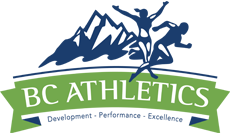 BC ATHLETICS
Development - Performance - Excellence